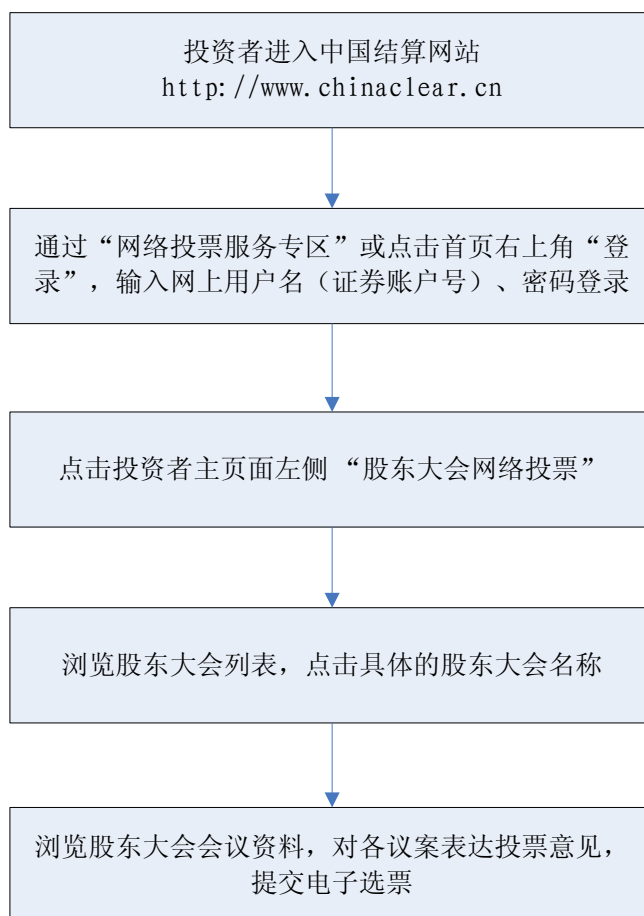 投资者进入中国结算网站
http://www.chinaclear.cn
通过“网络投票服务专区”或点击首页右上角“登
录”，输入网上用户名（证券账户号）、密码登录
点击投资者主页面左侧 “股东大会网络投票”
浏览股东大会列表，点击具体的股东大会名称
浏览股东大会会议资料，对各议案表达投票意见，
提交电子选票